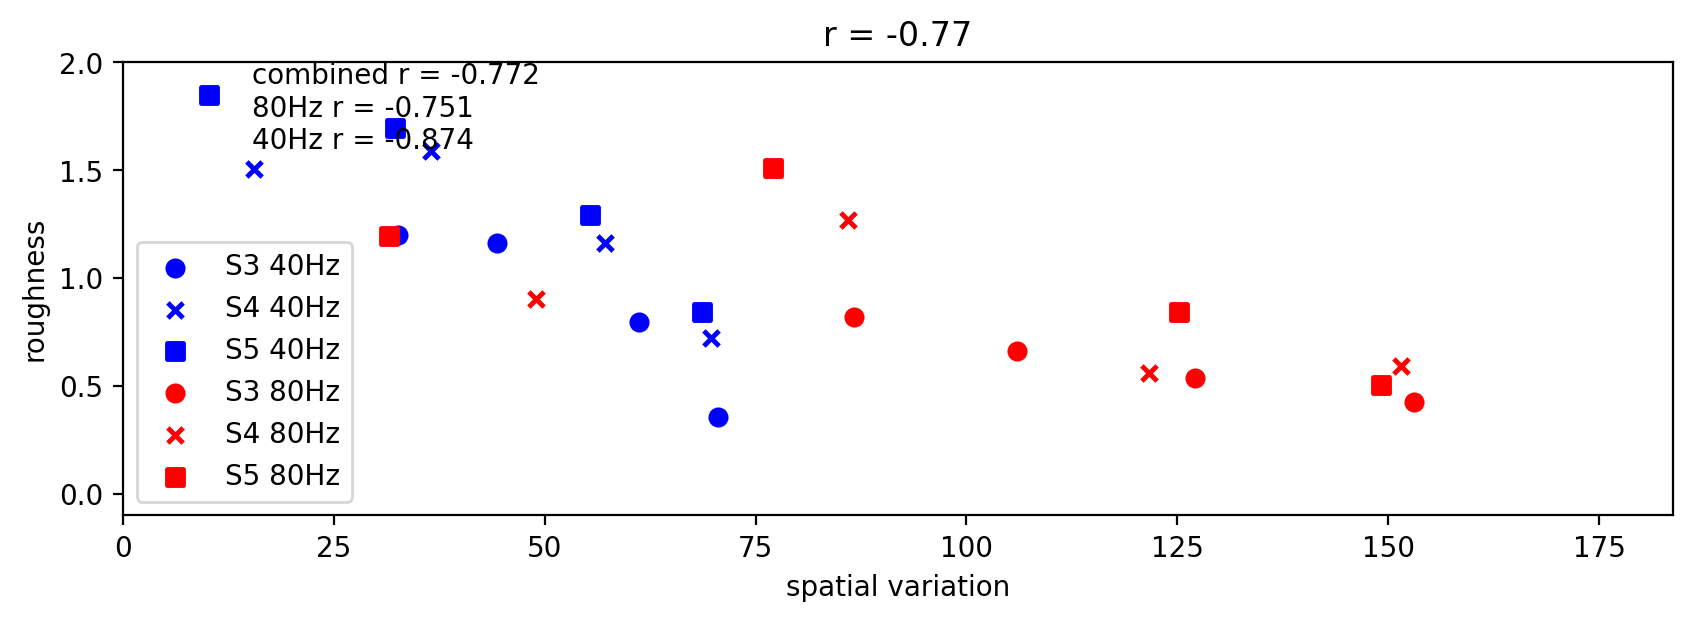 r = -0.77
combined r = -0.772
80Hz r = -0.751
40Hz r = -0.874
2.0
1.5
1.0
0.5
0.0
roughness
S3 40Hz
S4 40Hz
S5 40Hz
S3 80Hz
S4 80Hz
S5 80Hz
0 25 50 75 100 125 150 175
spatial variation